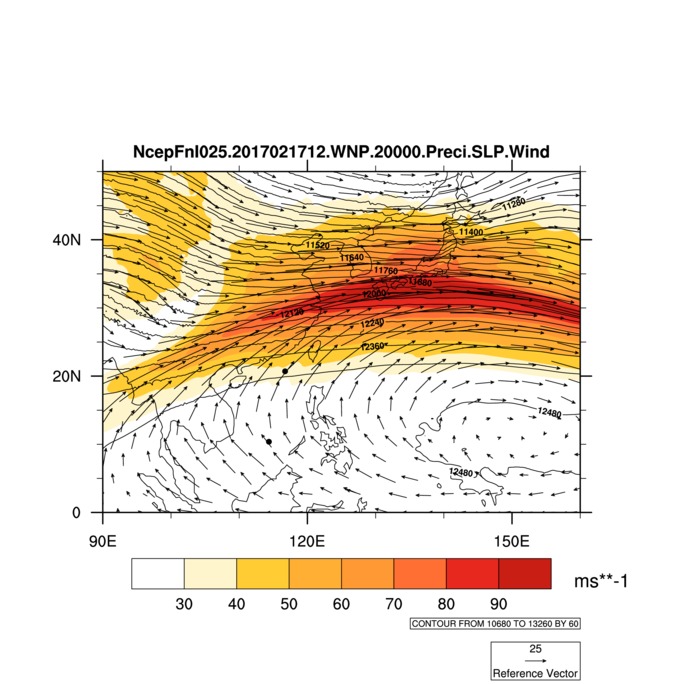 NcepFnl025.2017021712.WNP.20000.Preci.SLP.Wind
11280
11400
40N
11520
11640
11760
11880
12000
12120
12240
12360
20N
12480
12480
0
90E 120E 150E
ms**-1
30 40 50 60 70 80 90
CONTOUR FROM 10680 TO 13260 BY 60
25
Reference Vector